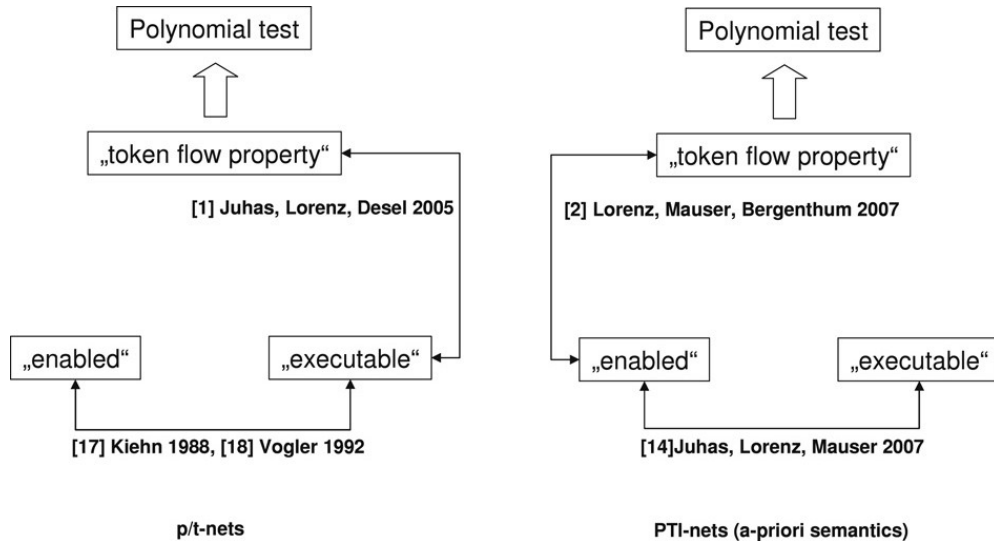 Polynomial test
„token flow property“
[1] Juhas, Lorenz, Desel 2005
„enabled“
„executable“
[17] Kiehn 1988, [18] Vogler 1992
p/t-nets
Polynomial test
„token flow property“
[2] Lorenz, Mauser, Bergenthum 2007
„enabled“
„executable“
[14]Juhas, Lorenz, Mauser 2007
PTI-nets (a-priori semantics)